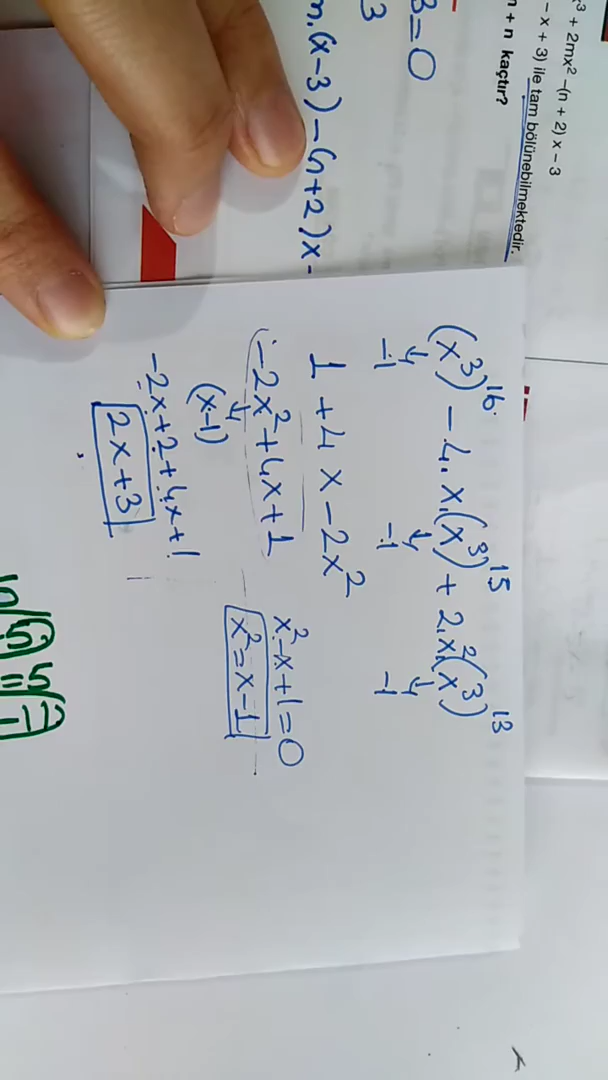 x³ + 2mx² –(n + 2) x – 3
– x + 3) ile tam bölünebilmektedir.
n + n kaçtır?
3 = 0
3
m.(x-3) - (n+2)x -
(x³)¹⁶ - 4.x.(x³)¹⁵ + 2.x².(x³)¹³
-1 -1 -1
1 + 4x - 2x²
-2x² + 4x + 1
(x-1)
-2x + 2 + 4x + 1
2x + 3
x² - x + 1 = 0
x² = x - 1